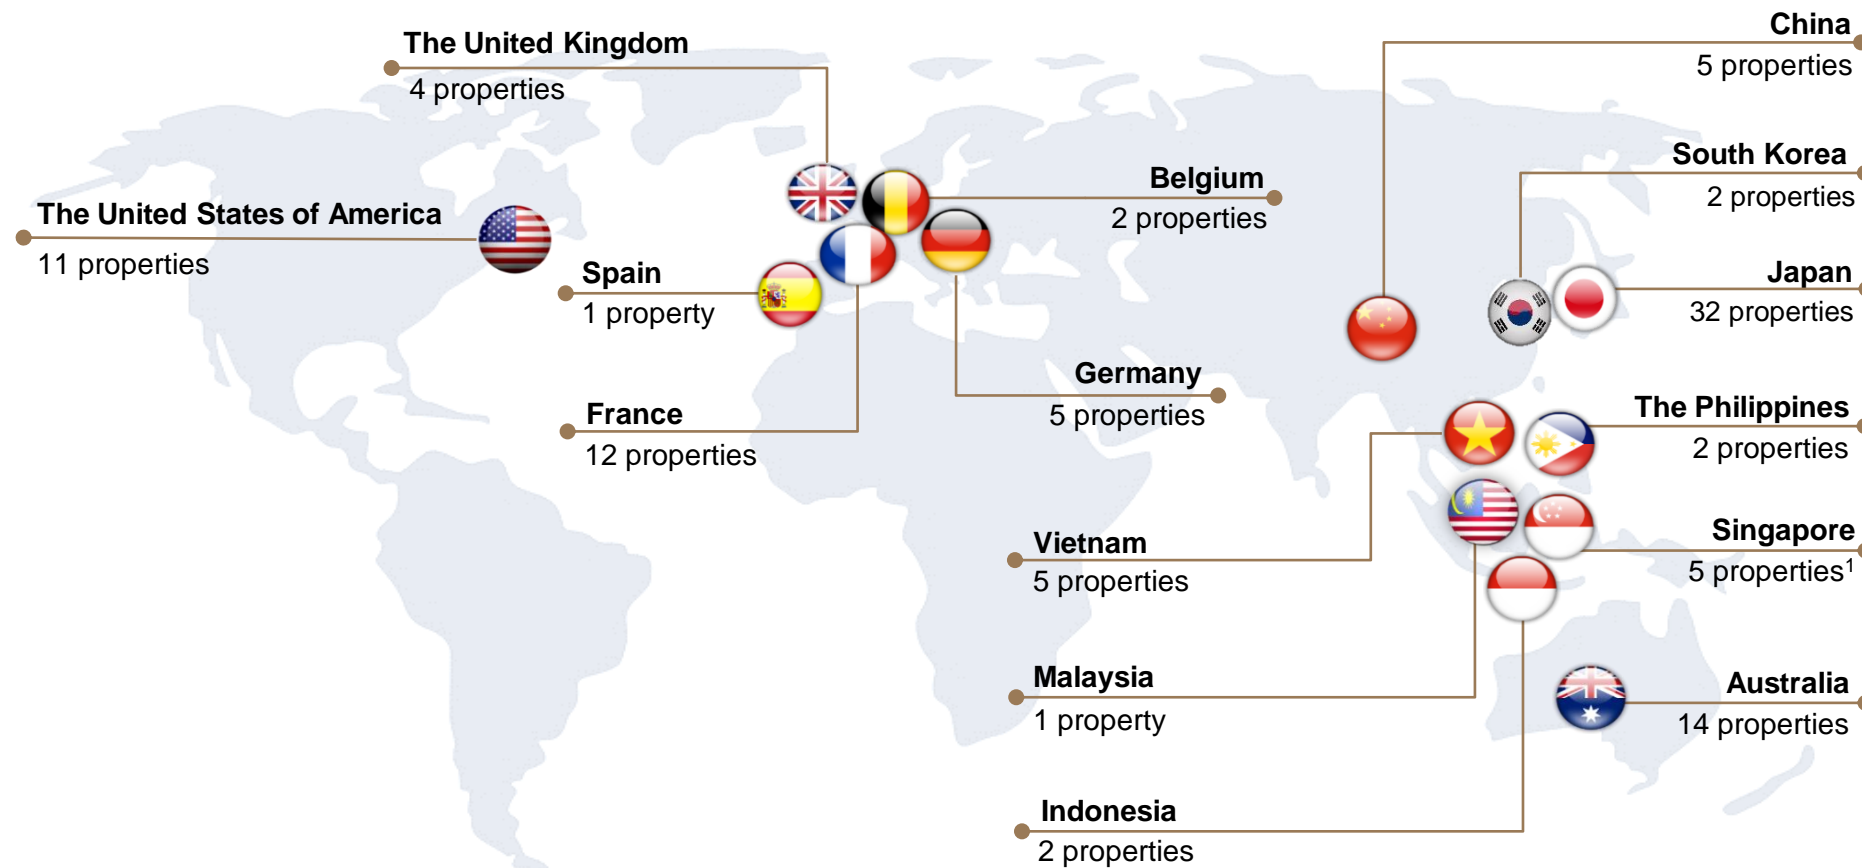 The United Kingdom
4 properties
The United States of America
11 properties
Spain
1 property
France
12 properties
Belgium
2 properties
Germany
5 properties
Vietnam
5 properties
Malaysia
1 property
Indonesia
2 properties
China
5 properties
South Korea
2 properties
Japan
32 properties
The Philippines
2 properties
Singapore
5 properties¹
Australia
14 properties